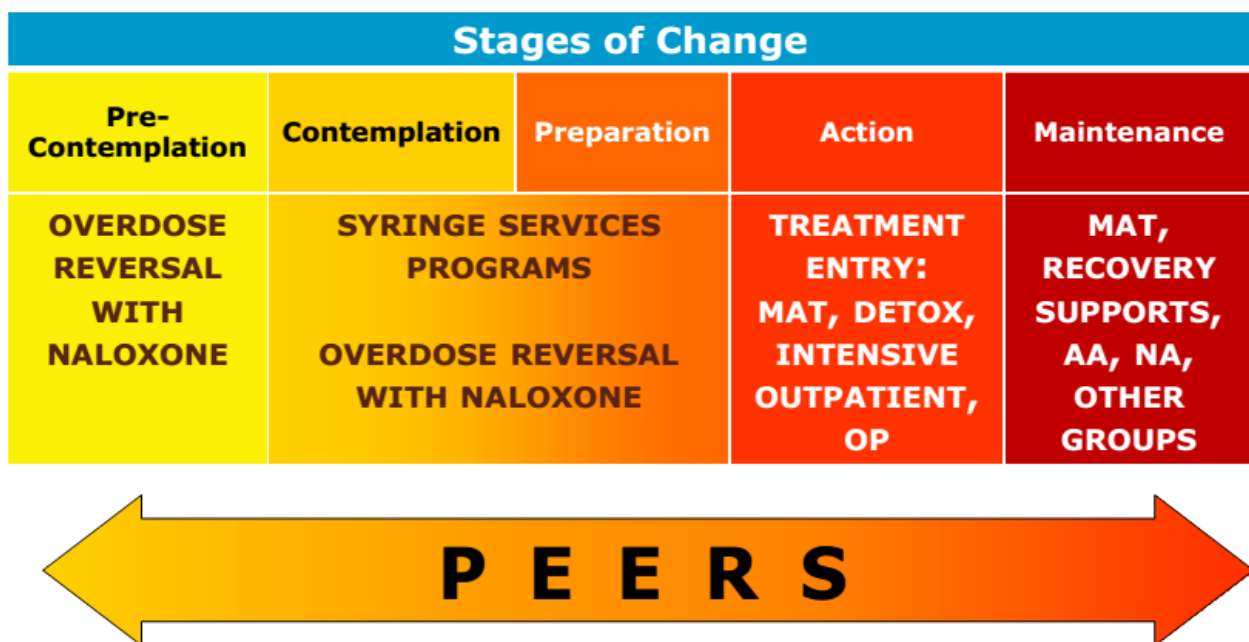 Stages of Change
Pre-
Contemplation
Contemplation
Preparation
Action
Maintenance
OVERDOSE
REVERSAL
WITH
NALOXONE
SYRINGE SERVICES
PROGRAMS
OVERDOSE REVERSAL
WITH NALOXONE
TREATMENT
ENTRY:
MAT, DETOX,
INTENSIVE
OUTPATIENT,
OP
MAT,
RECOVERY
SUPPORTS,
AA, NA,
OTHER
GROUPS
PEERS